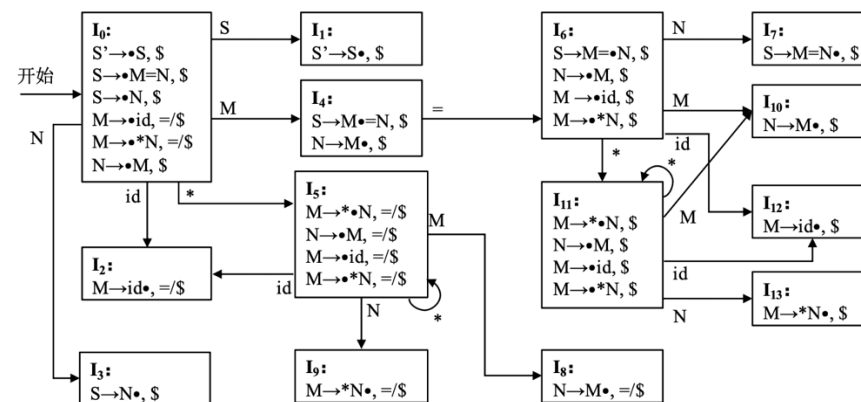 开始
I₀:
S’→•S, $
S→•M=N, $
S→•N, $
M→•id, =/$
M→•*N, =/$
N→•M, $
S
I₁:
S’→S•, $
M
I₄:
S→M•=N, $
N→M•, $
=
I₆:
S→M=•N, $
N→•M, $
M →•id, $
M→•*N, $
N
I₇:
S→M=N•, $
M
I₁₀:
N→M•, $
id
*
*
N
id
*
I₅:
M→*•N, =/$
N→•M, =/$
M→•id, =/$
M→•*N, =/$
M
I₁₁:
M→*•N, $
N→•M, $
M→•id, $
M→•*N, $
M
I₁₂:
M→id•, $
id
I₂:
M→id•, =/$
id
*
N
N
I₁₃:
M→*N•, $
I₃:
S→N•, $
I₉:
M→*N•, =/$
I₈:
N→M•, =/$